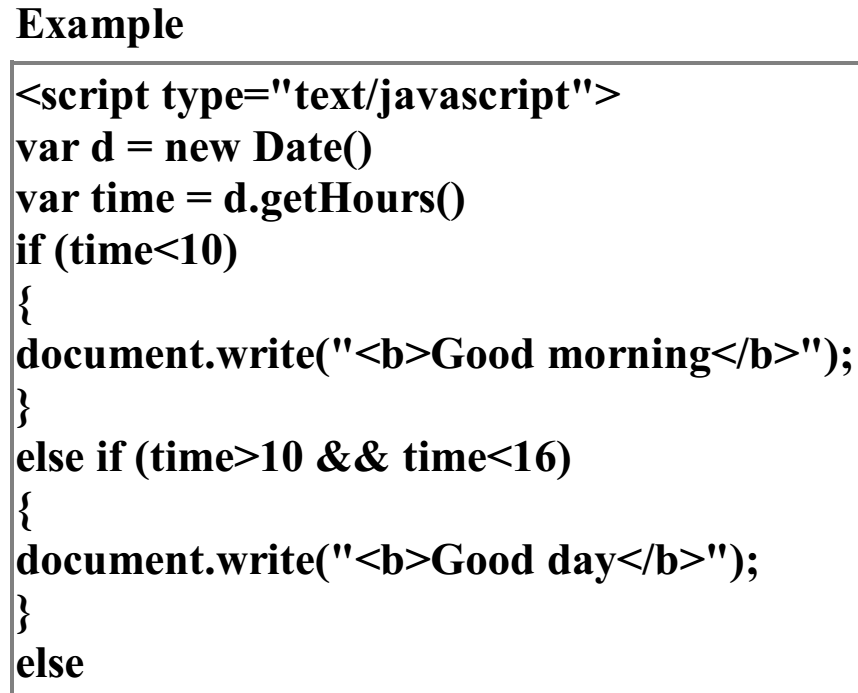 Example
<script type="text/javascript">
var d = new Date()
var time = d.getHours()
if (time<10)
{
document.write("<b>Good morning</b>");
}
else if (time>10 && time<16)
{
document.write("<b>Good day</b>");
}
else